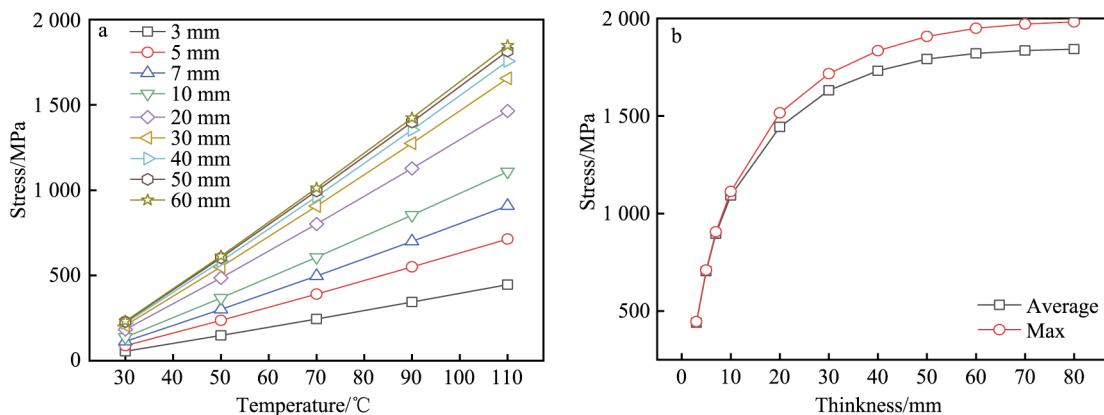 a
2 000
1 500
1 000
500
0
Stress/MPa
3 mm
5 mm
7 mm
10 mm
20 mm
30 mm
40 mm
50 mm
60 mm
30 40 50 60 70 80 90 100 110
Temperature/℃
b
2 000
1 500
1 000
500
Stress/MPa
Average
Max
0 10 20 30 40 50 60 70 80
Thinkness/mm